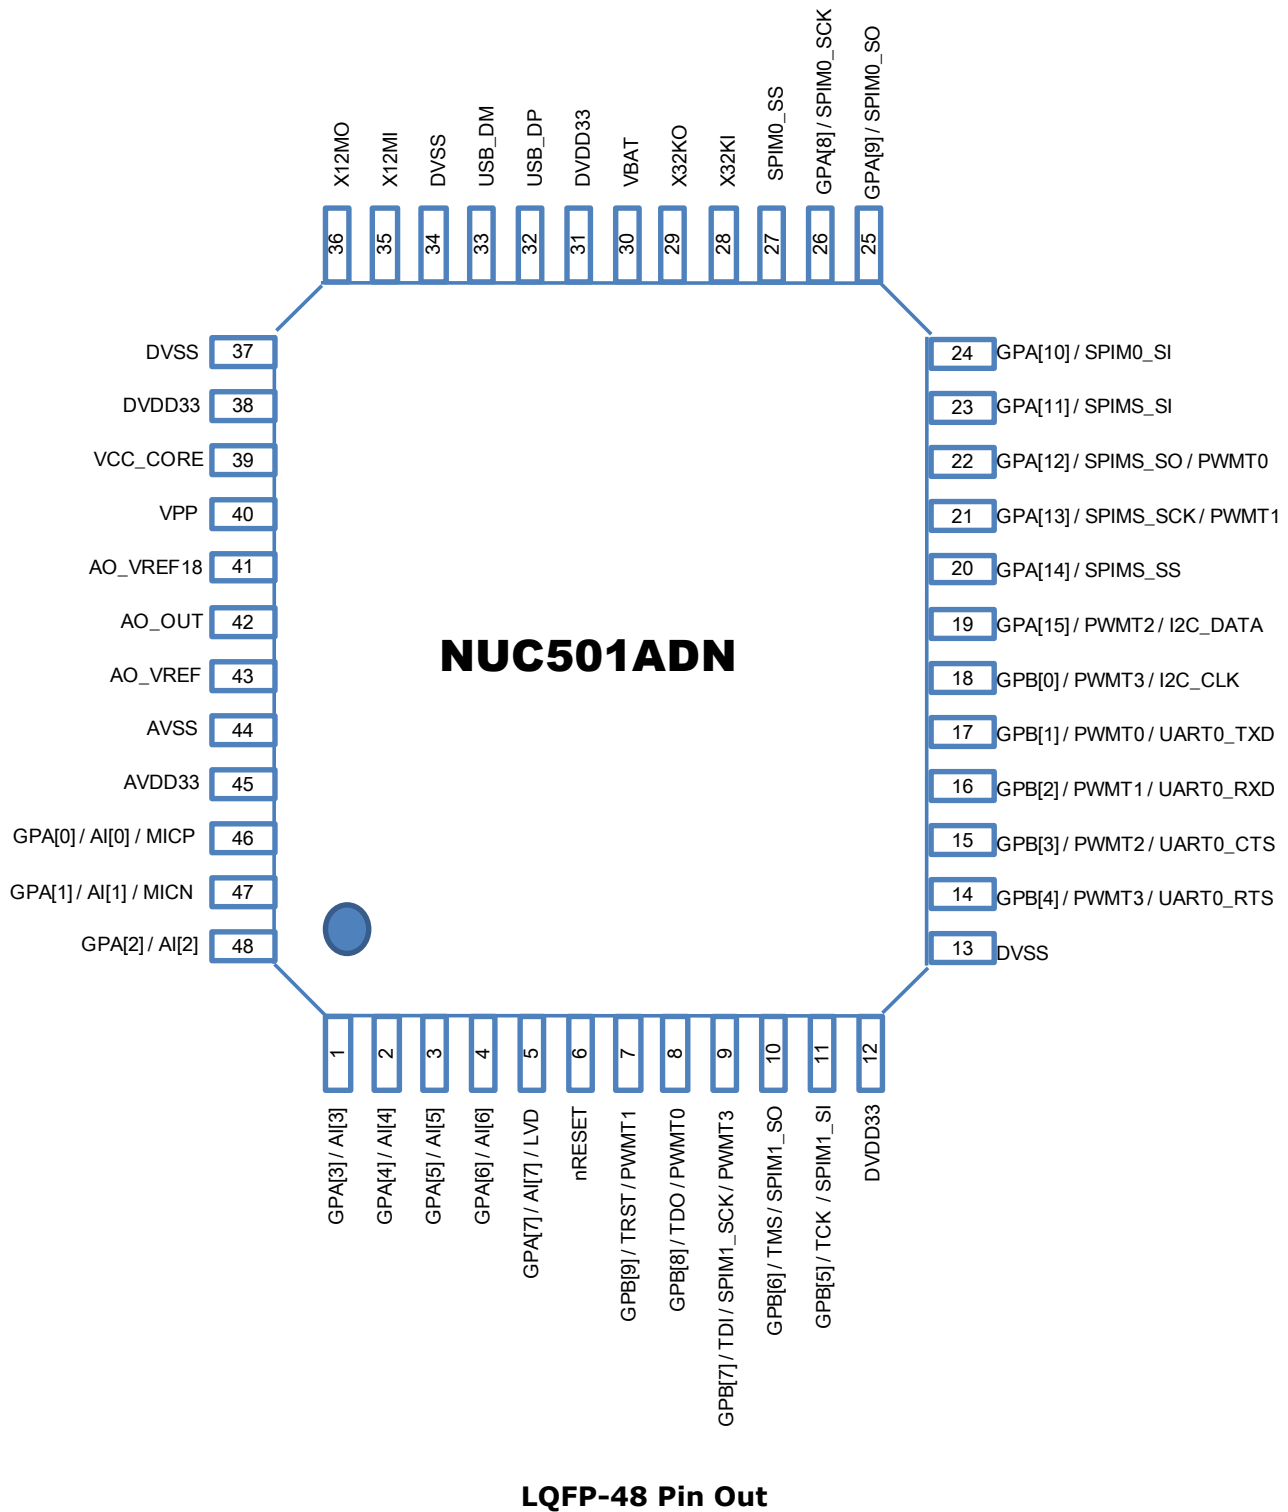 X12MO
X12MI
DVSS
USB_DM
USB_DP
DVDD33
VBAT
X32KO
X32KI
SPIM0_SS
GPA[8] / SPIM0_SCK
GPA[9] / SPIM0_SO
36
35
34
33
32
31
30
29
28
27
26
25
DVSS 37
DVDD33 38
VCC_CORE 39
VPP 40
AO_VREF18 41
AO_OUT 42
AO_VREF 43
AVSS 44
AVDD33 45
GPA[0] / AI[0] / MICP 46
GPA[1] / AI[1] / MICN 47
GPA[2] / AI[2] 48
NUC501ADN
24 GPA[10] / SPIM0_SI
23 GPA[11] / SPIMS_SI
22 GPA[12] / SPIMS_SO / PWMT0
21 GPA[13] / SPIMS_SCK / PWMT1
20 GPA[14] / SPIMS_SS
19 GPA[15] / PWMT2 / I2C_DATA
18 GPB[0] / PWMT3 / I2C_CLK
17 GPB[1] / PWMT0 / UART0_TXD
16 GPB[2] / PWMT1 / UART0_RXD
15 GPB[3] / PWMT2 / UART0_CTS
14 GPB[4] / PWMT3 / UART0_RTS
13 DVSS
1
2
3
4
5
6
7
8
9
10
11
12
GPA[3] / AI[3]
GPA[4] / AI[4]
GPA[5] / AI[5]
GPA[6] / AI[6]
GPA[7] / AI[7] / LVD
nRESET
GPB[9] / TRST / PWMT1
GPB[8] / TDO / PWMT0
GPB[7] / TDI / SPIM1_SCK / PWMT3
GPB[6] / TMS / SPIM1_SO
GPB[5] / TCK / SPIM1_SI
DVDD33
LQFP-48 Pin Out